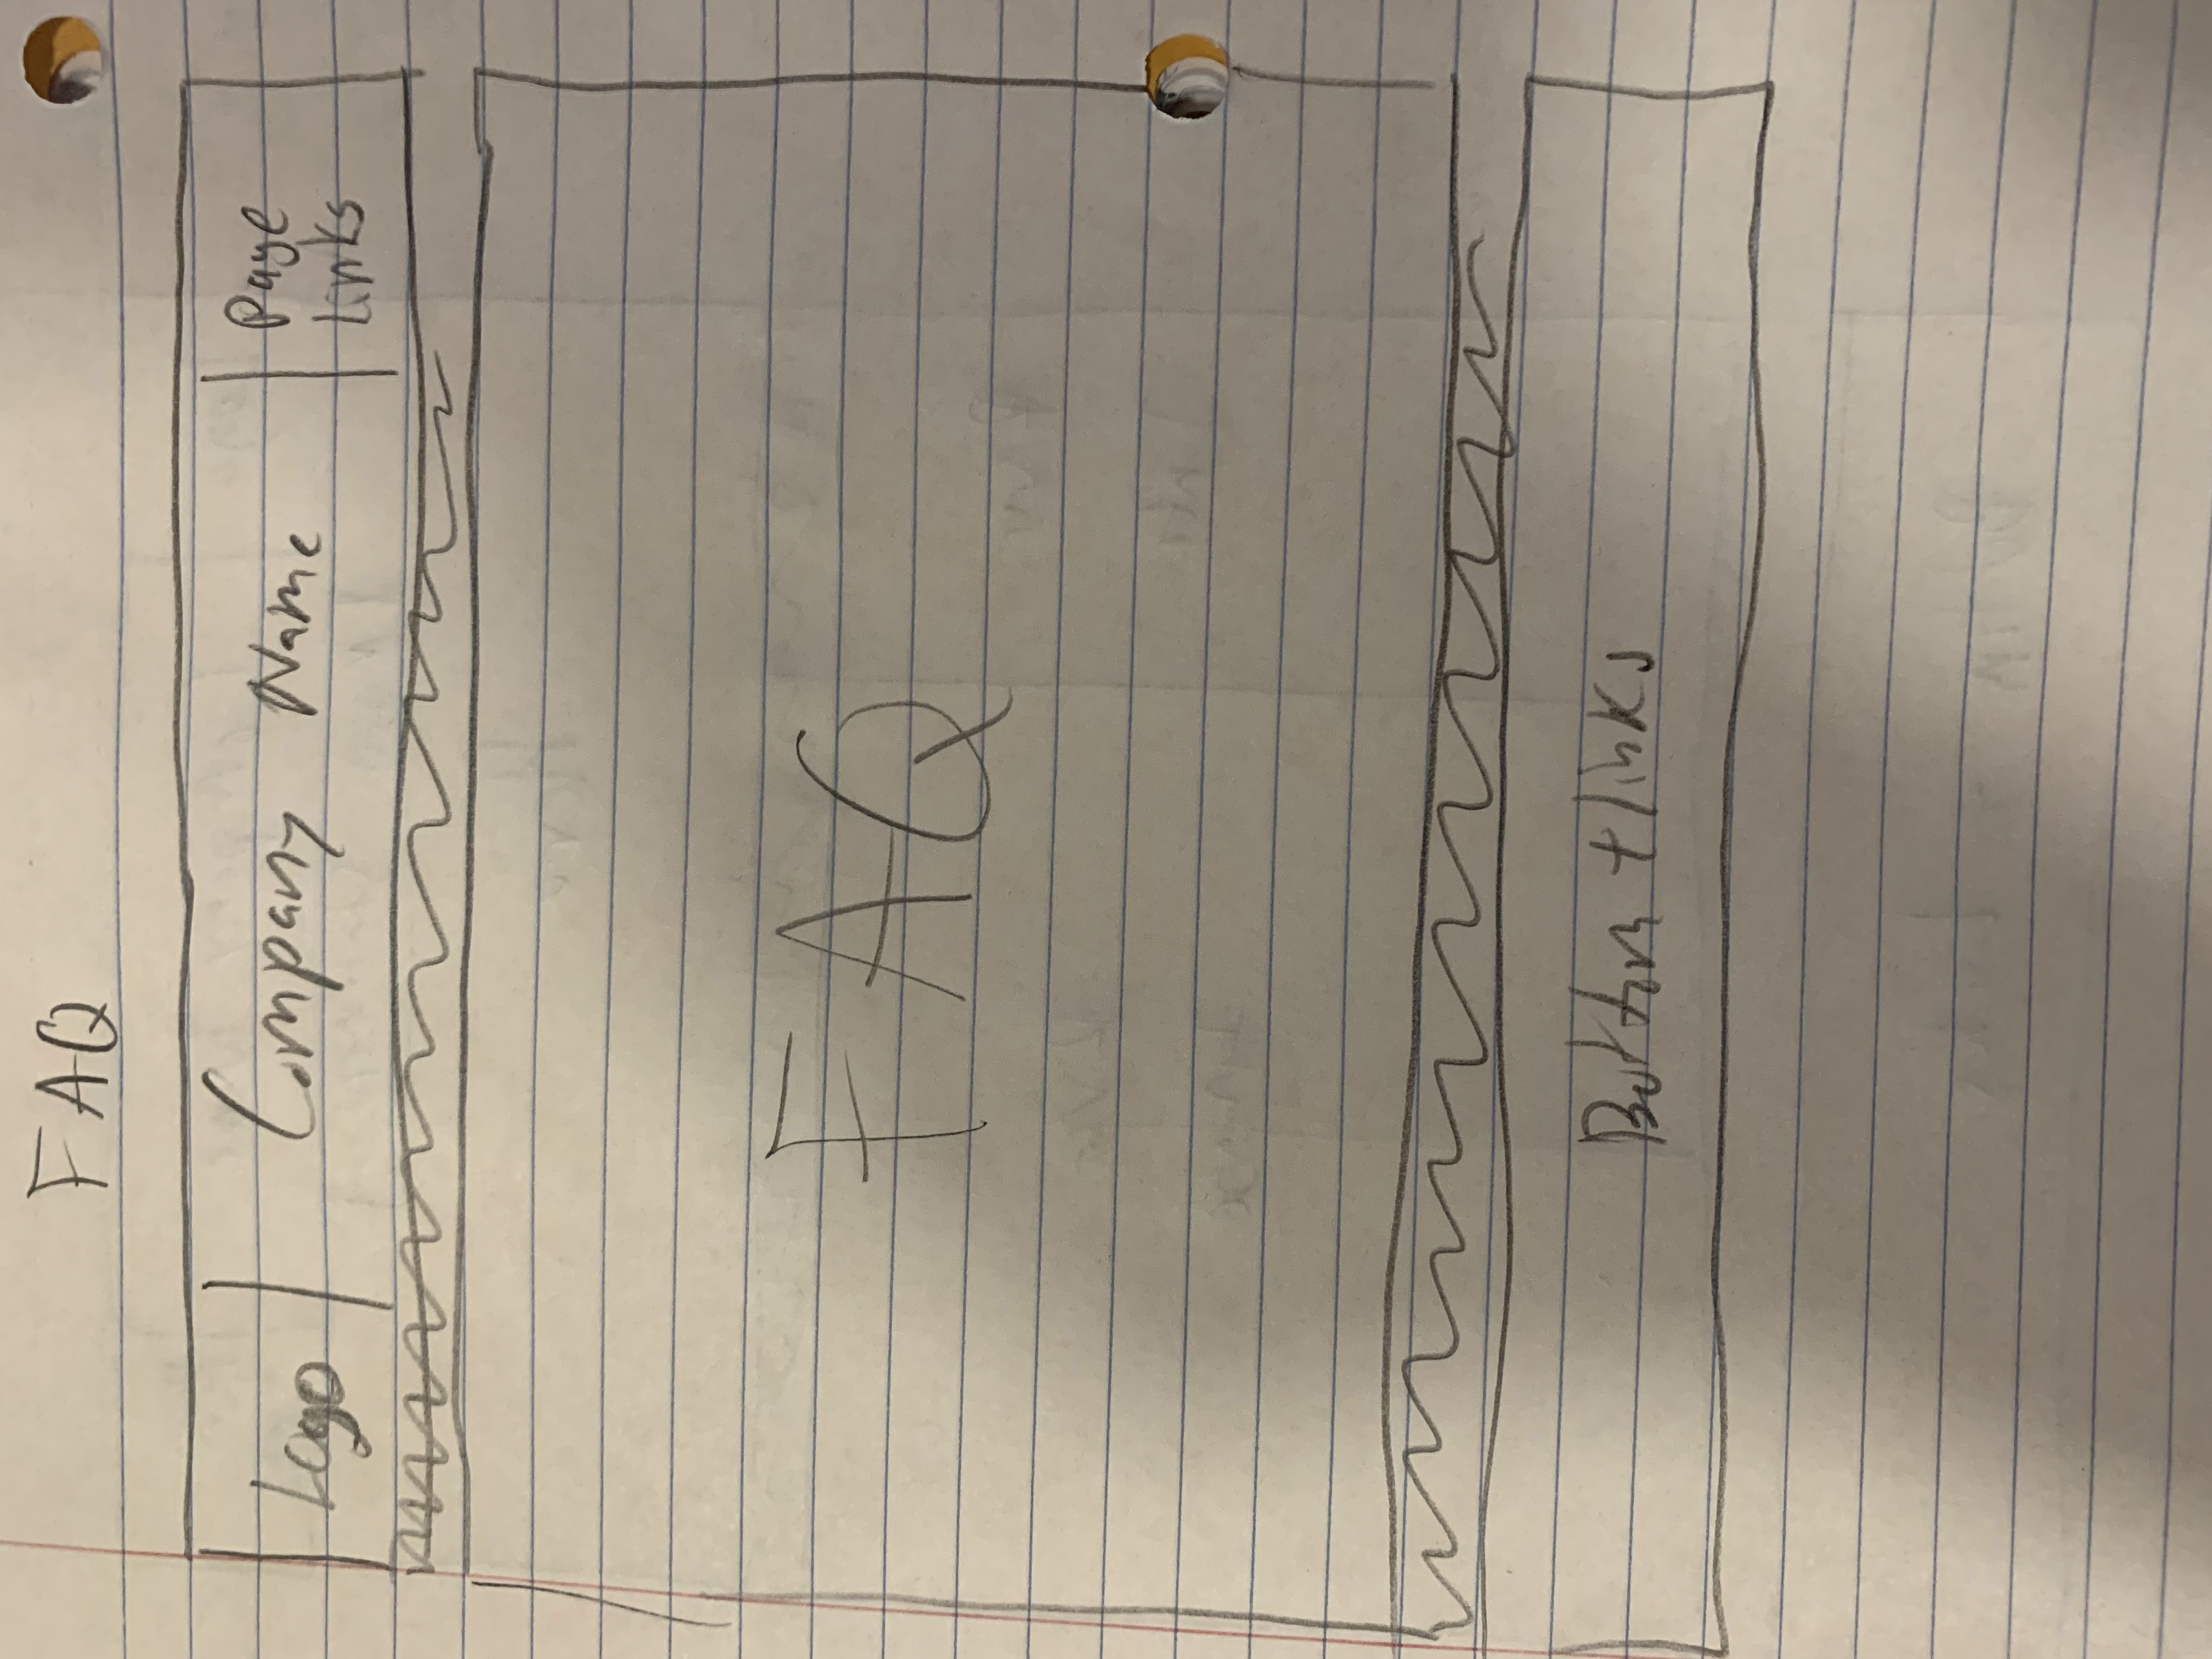 FAQ
Logo
Company Name
Page
Links
FAQ
Bottom + links